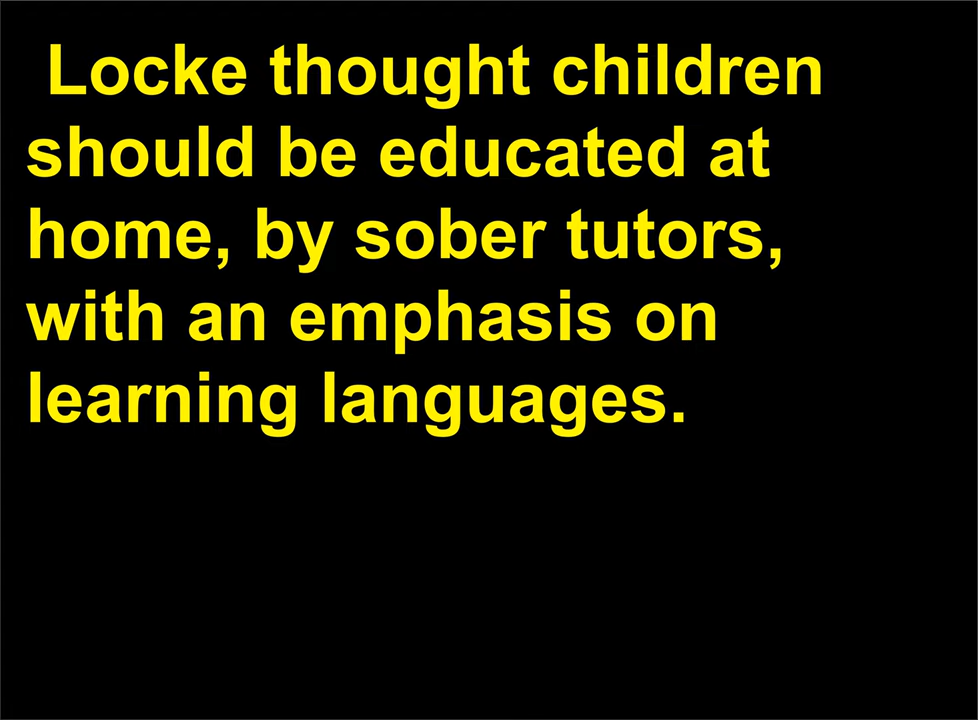 Locke thought children
should be educated at
home, by sober tutors,
with an emphasis on
learning languages.